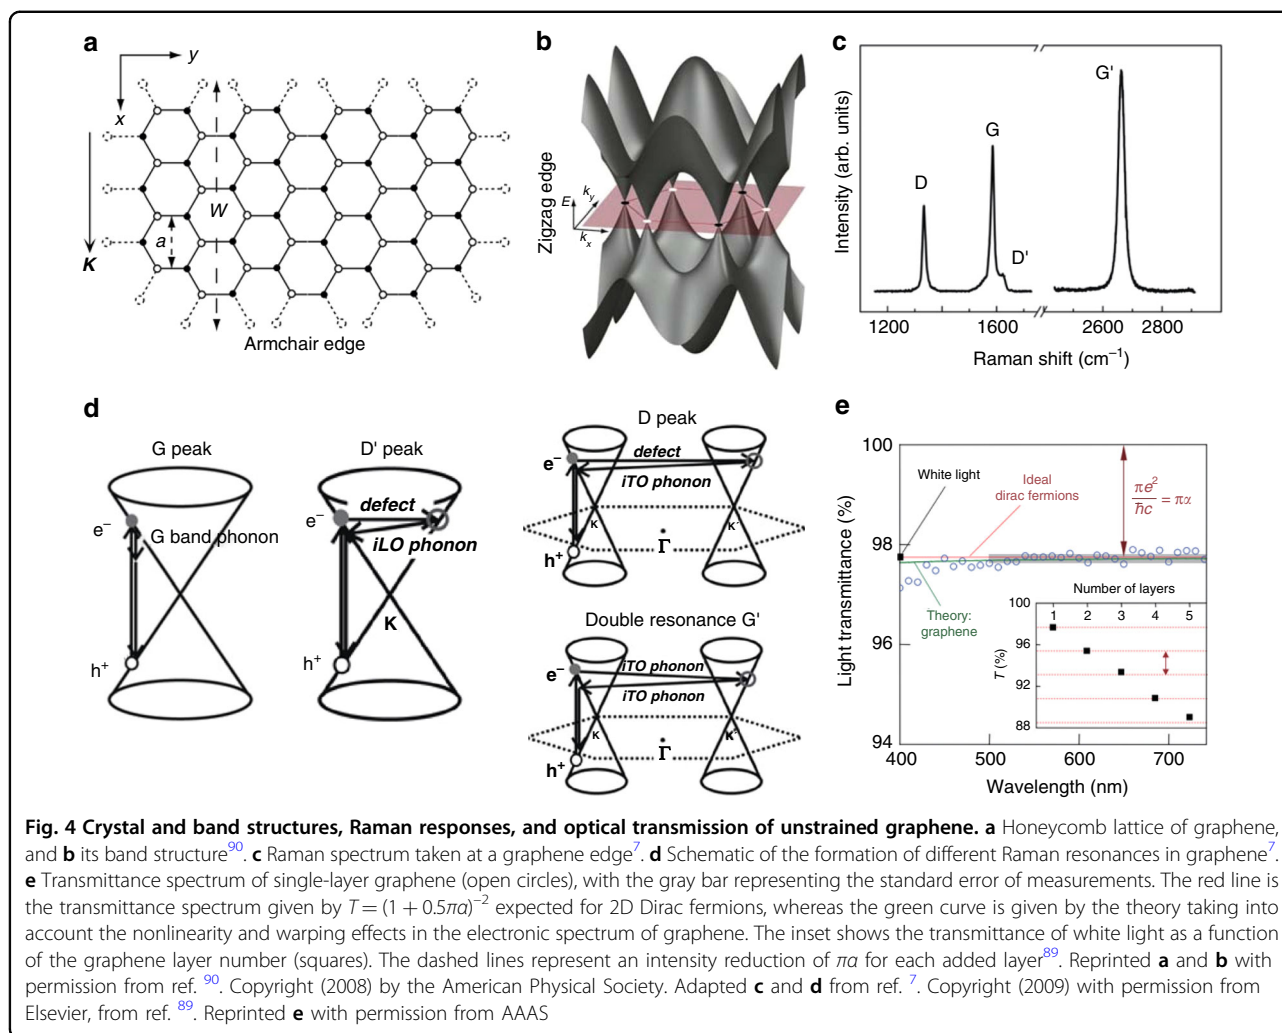 a
y
x
K
W
a
Armchair edge
Zigzag edge
b
E
k_y
k_x
c
Intensity (arb. units)
G'
G
D
D'
1200 1600 2600 2800
Raman shift (cm⁻¹)
d
G peak
e⁻
G band phonon
h⁺
D' peak
defect
e⁻
iLO phonon
K
h⁺
D peak
defect
e⁻
iTO phonon
K K'
Γ
h⁺
Double resonance G'
iTO phonon
e⁻
iTO phonon
K K'
Γ
h⁺
e
Light transmittance (%)
100
98
96
94
White light
Ideal
dirac fermions
πe²/ħc = πα
Theory:
graphene
Number of layers
1 2 3 4 5
T (%)
100
96
92
88
400 500 600 700
Wavelength (nm)
Fig. 4 Crystal and band structures, Raman responses, and optical transmission of unstrained graphene. a Honeycomb lattice of graphene,
and b its band structure⁹⁰. c Raman spectrum taken at a graphene edge⁷. d Schematic of the formation of different Raman resonances in graphene⁷.
e Transmittance spectrum of single-layer graphene (open circles), with the gray bar representing the standard error of measurements. The red line is
the transmittance spectrum given by T = (1 + 0.5πα)⁻² expected for 2D Dirac fermions, whereas the green curve is given by the theory taking into
account the nonlinearity and warping effects in the electronic spectrum of graphene. The inset shows the transmittance of white light as a function
of the graphene layer number (squares). The dashed lines represent an intensity reduction of πα for each added layer⁸⁹. Reprinted a and b with
permission from ref. ⁹⁰. Copyright (2008) by the American Physical Society. Adapted c and d from ref. ⁷. Copyright (2009) with permission from
Elsevier, from ref. ⁸⁹. Reprinted e with permission from AAAS